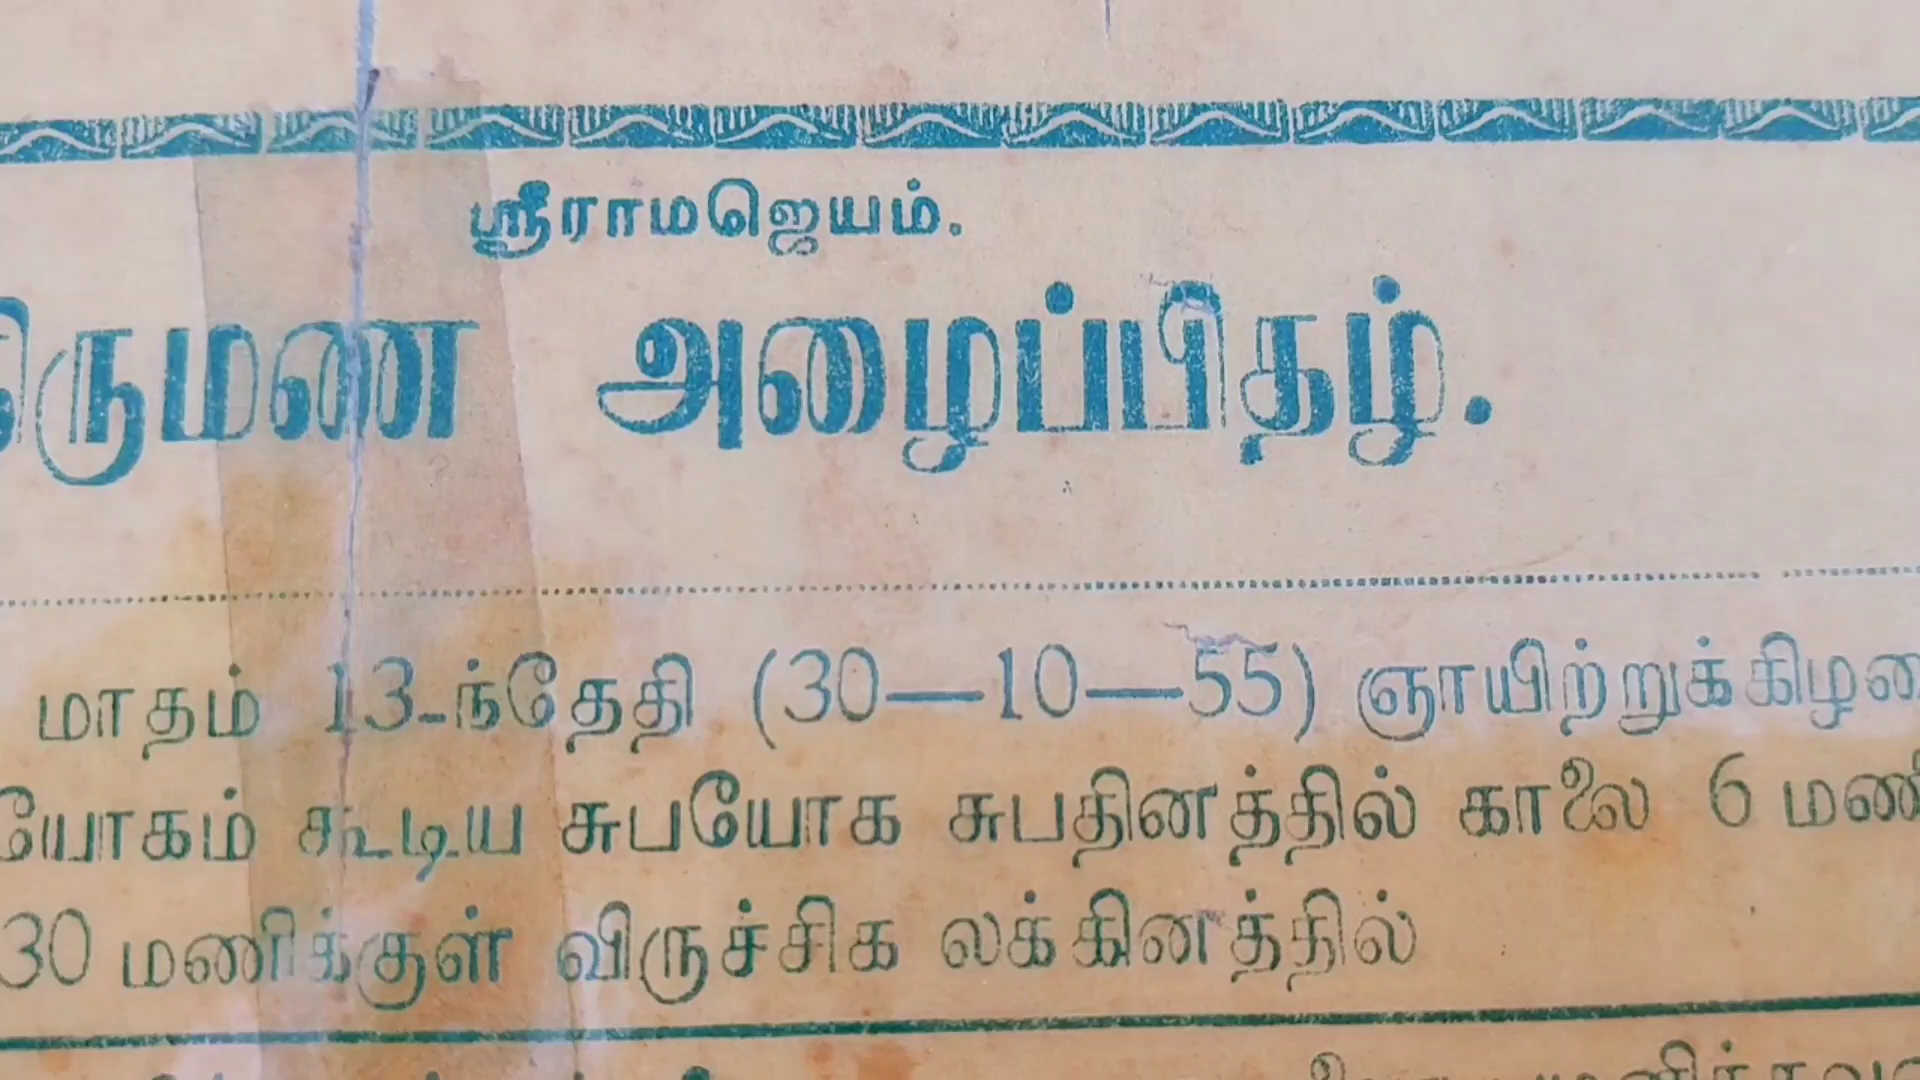 ஸ்ரீராமஜெயம்.
திருமண அழைப்பிதழ்.
மாதம் 13-ந்தேதி (30—10—55) ஞாயிற்றுக்கிழமை
யோகம் கூடிய சுபயோக சுபதினத்தில் காலை 6 மணி
30 மணிக்குள் விருச்சிக லக்கினத்தில்